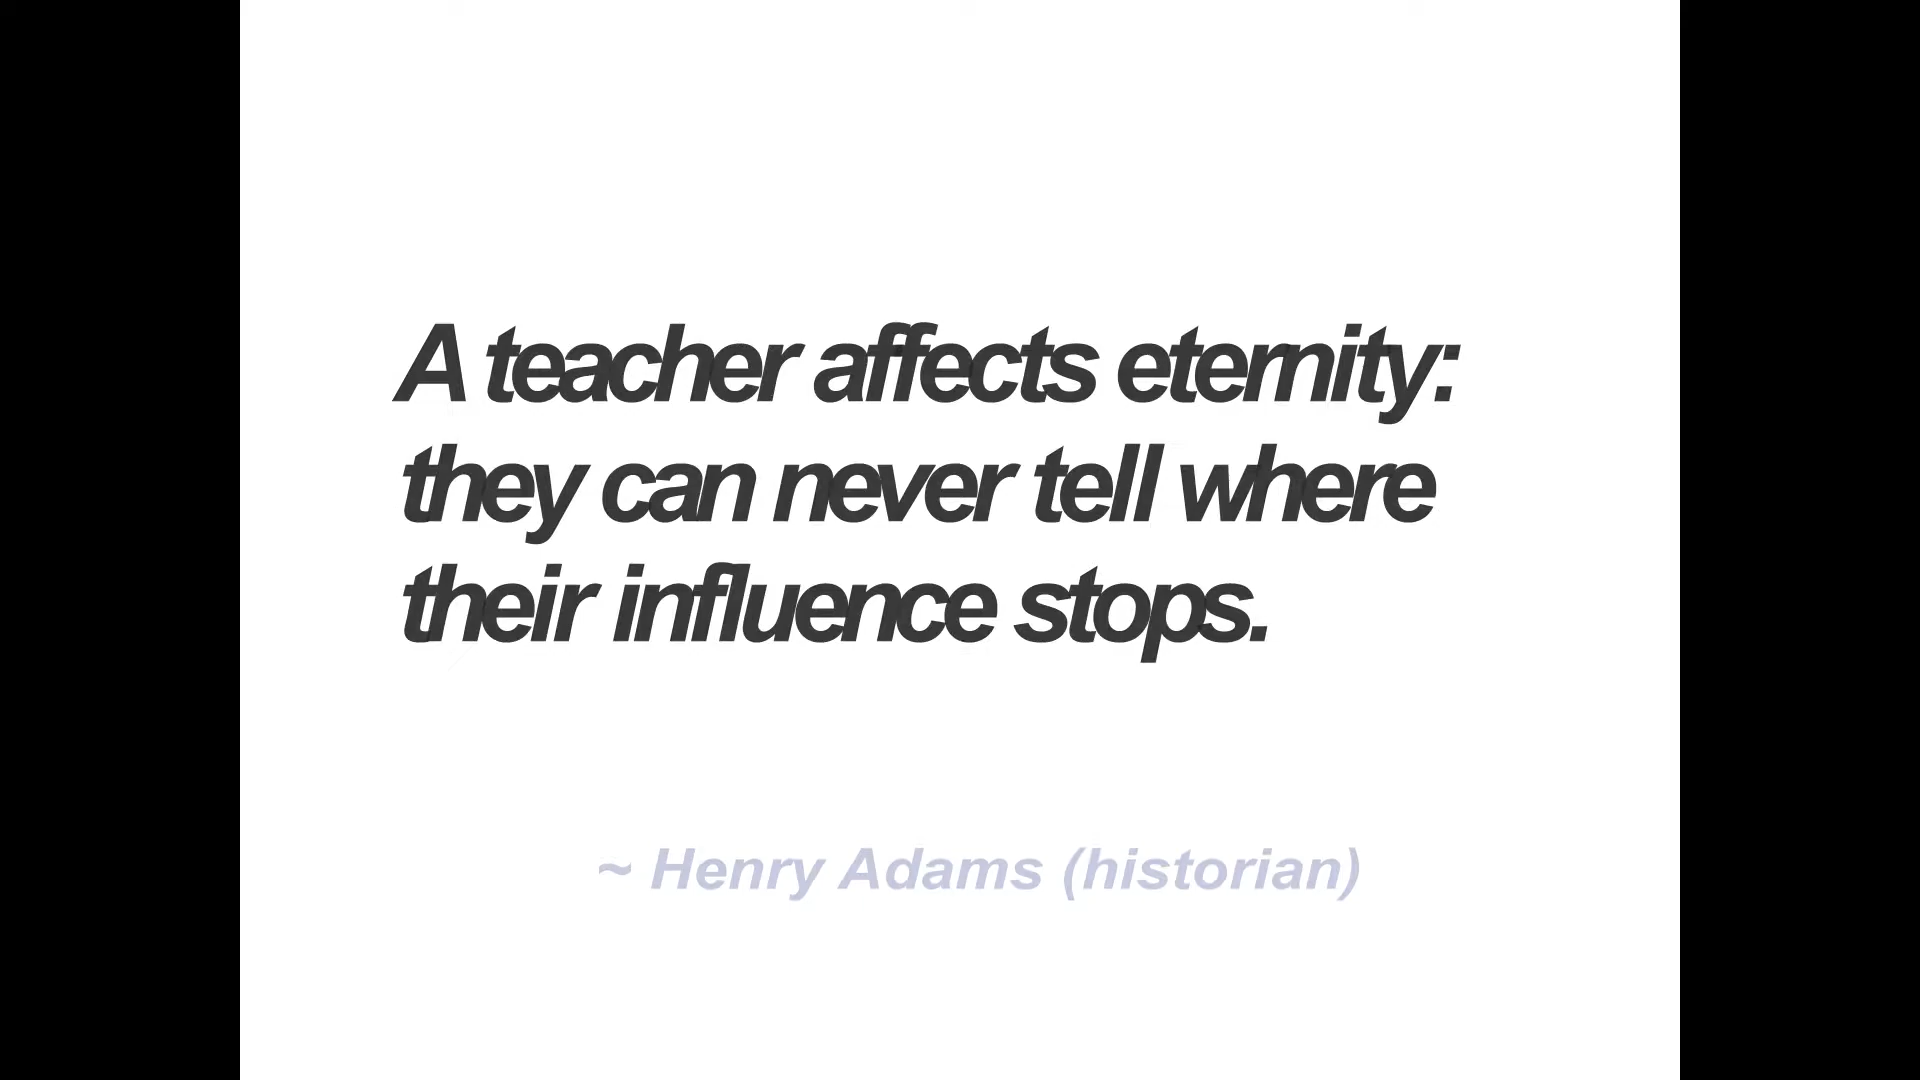 A teacher affects eternity:
they can never tell where
their influence stops.
~ Henry Adams (historian)